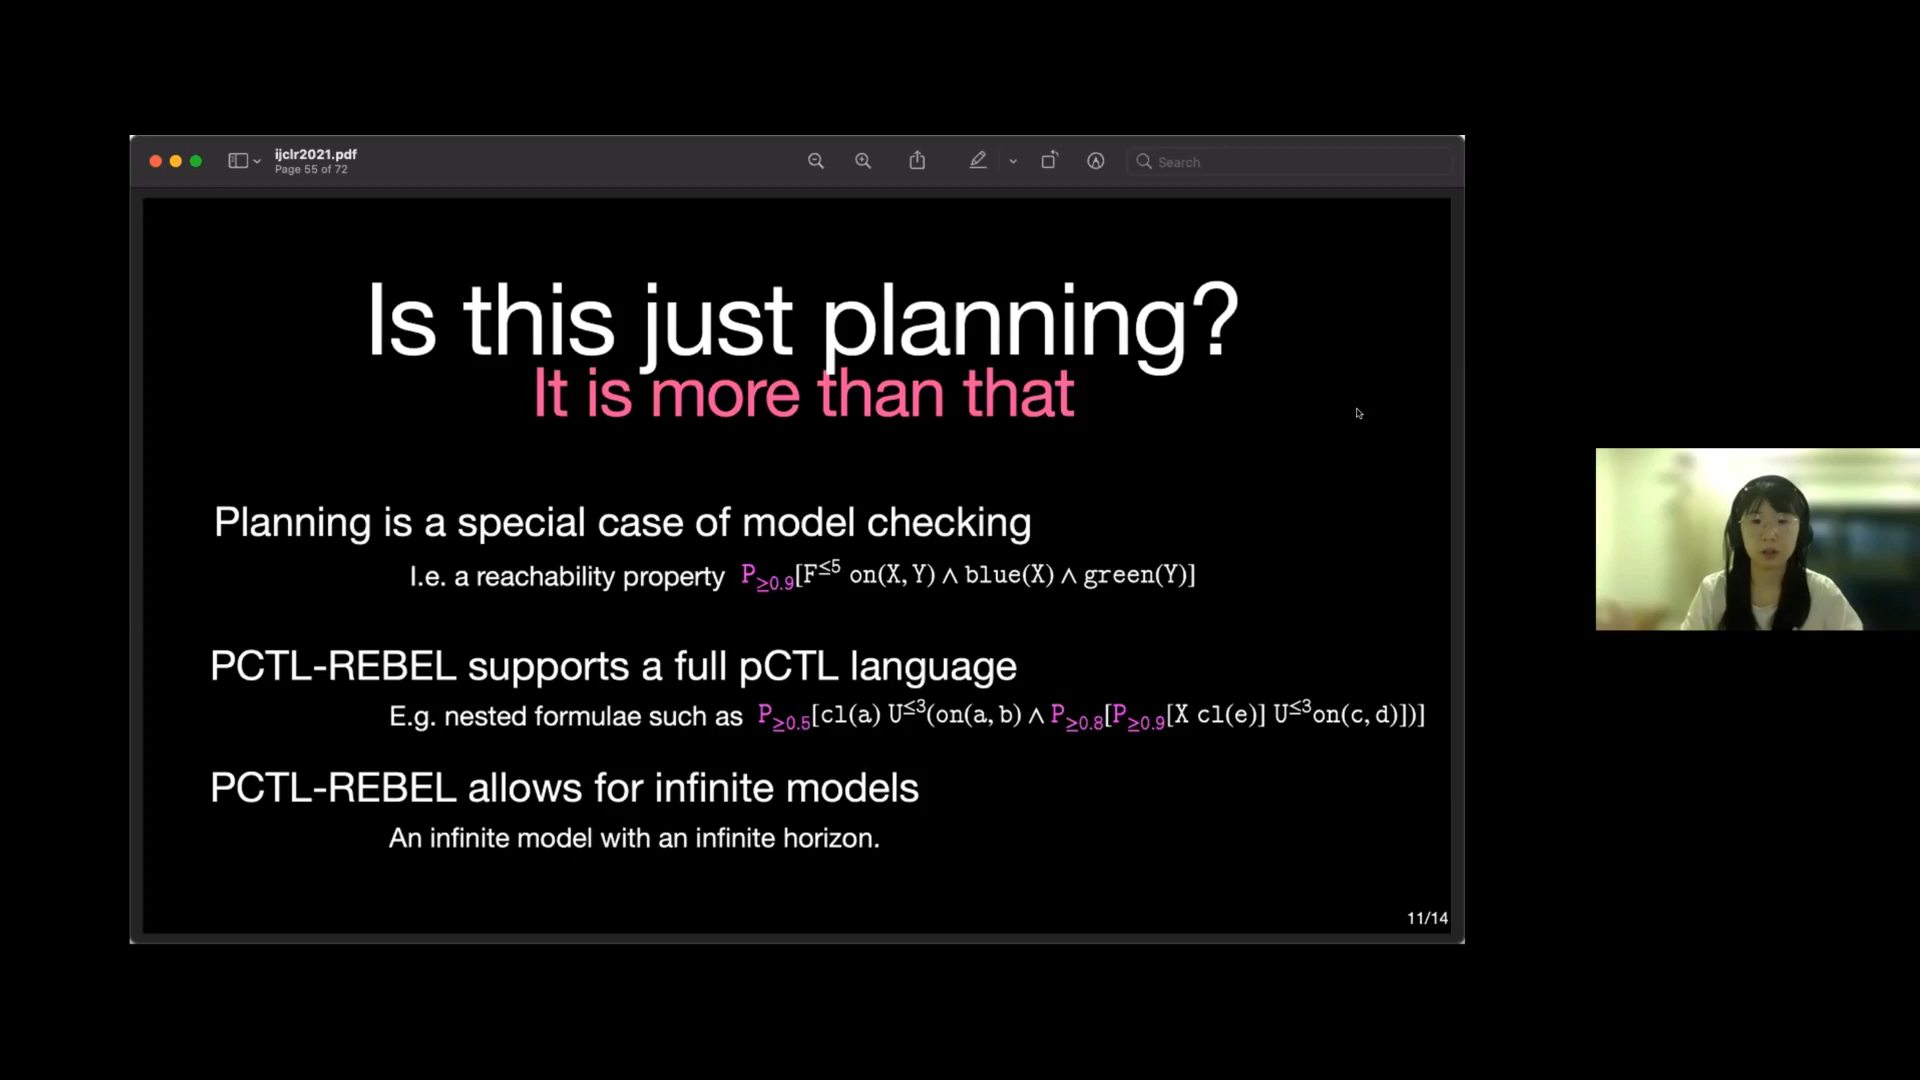 ijclr2021.pdf
Page 55 of 72
Search
Is this just planning?
It is more than that
Planning is a special case of model checking
I.e. a reachability property P≥0.9[F≤5 on(X, Y) ∧ blue(X) ∧ green(Y)]
PCTL-REBEL supports a full pCTL language
E.g. nested formulae such as P≥0.5[cl(a) U≤3(on(a, b) ∧ P≥0.8[P≥0.9[X cl(e)] U≤3on(c, d)])]
PCTL-REBEL allows for infinite models
An infinite model with an infinite horizon.
11/14